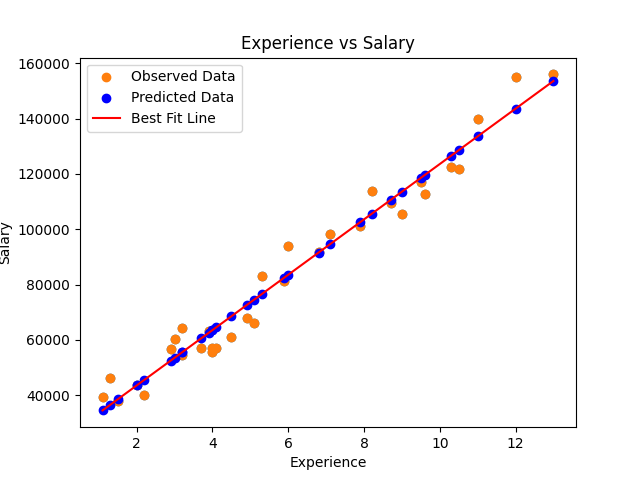 Experience vs Salary
Observed Data
Predicted Data
Best Fit Line
160000
140000
120000
100000
80000
60000
40000
Salary
2 4 6 8 10 12
Experience